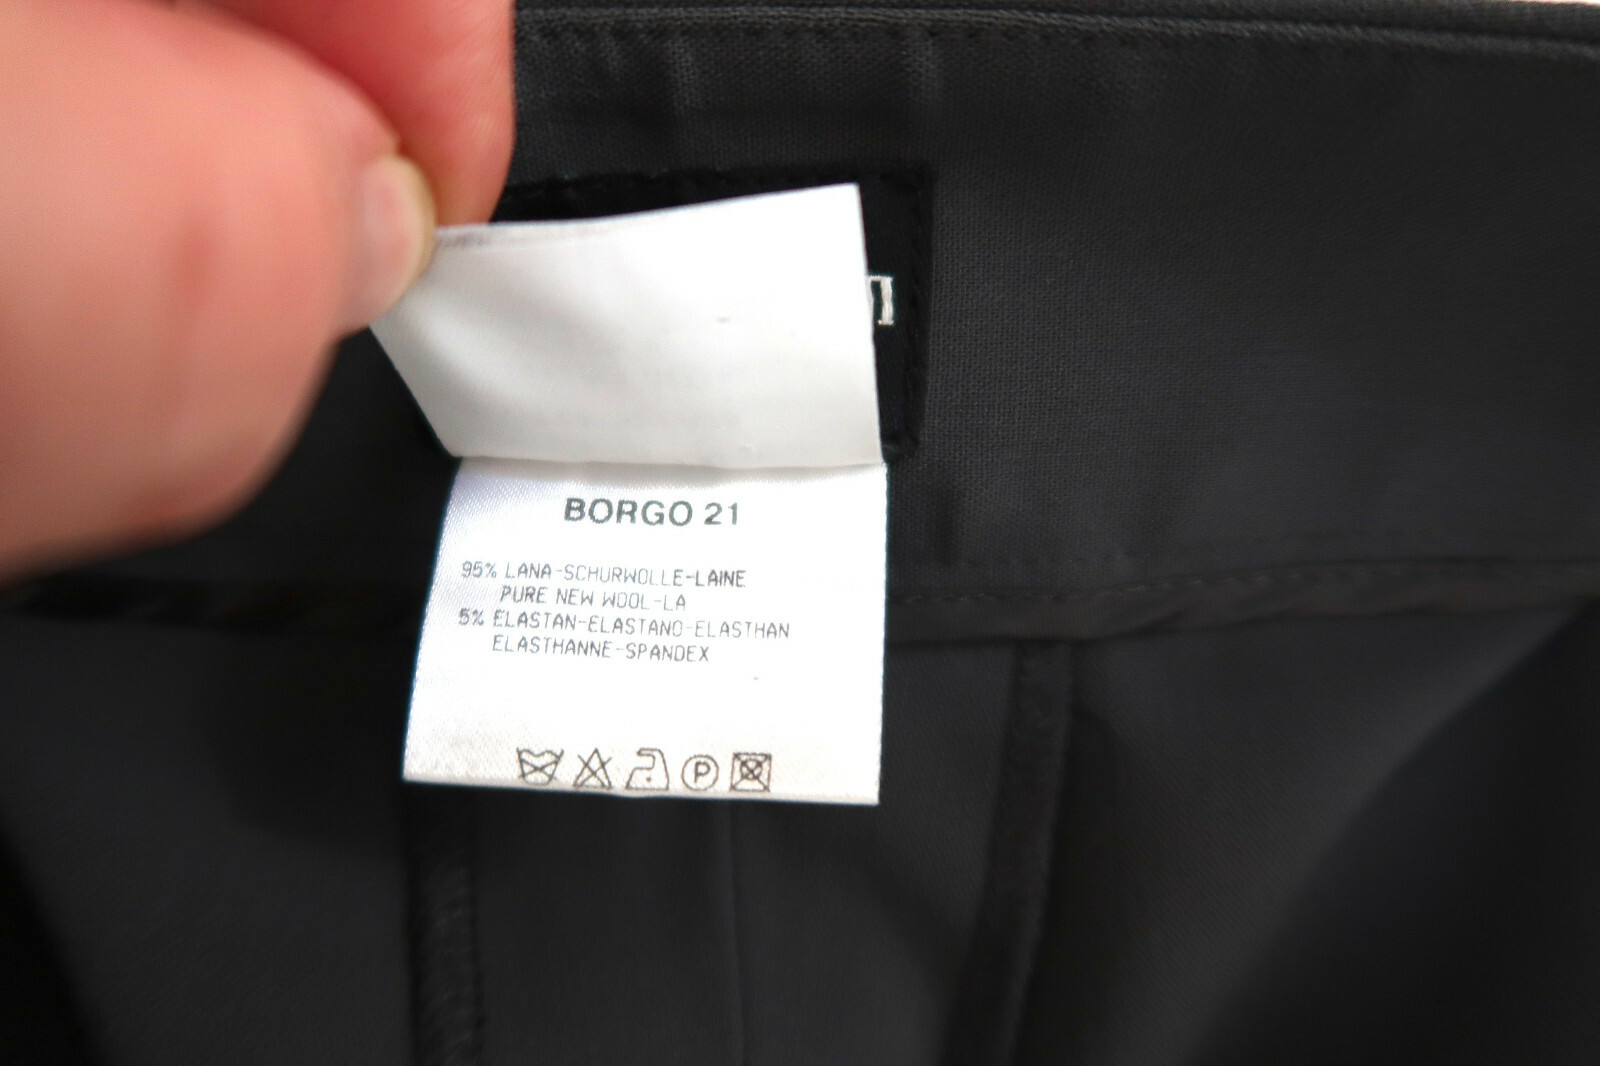 BORGO 21
95% LANA-SCHURWOLLE-LAINE
PURE NEW WOOL-LA
5% ELASTAN-ELASTANO-ELASTHAN
ELASTHANNE-SPANDEX
P